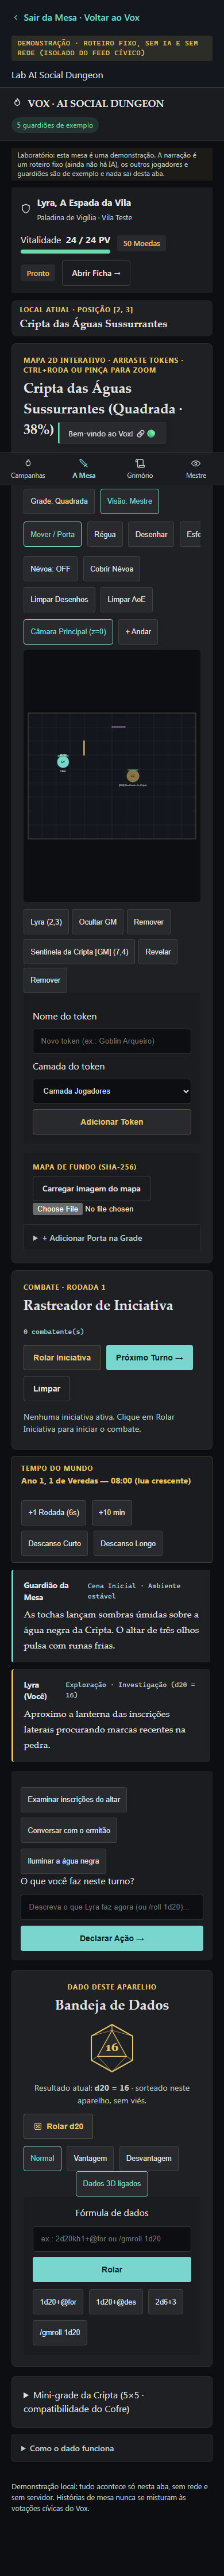 ‹ Sair da Mesa · Voltar ao Vox
DEMONSTRAÇÃO · ROTEIRO FIXO, SEM IA E SEM
REDE (ISOLADO DO FEED CÍVICO)
Lab AI Social Dungeon
VOX · AI SOCIAL DUNGEON
5 guardiões de exemplo
Laboratório: esta mesa é uma demonstração. A narração é
um roteiro fixo (ainda não há IA), os outros jogadores e
guardiões são de exemplo e nada sai desta aba.
Lyra, A Espada da Vila
Paladina de Vigília · Vila Teste
Vitalidade 24 / 24 PV
50 Moedas
Pronto
Abrir Ficha →
LOCAL ATUAL · POSIÇÃO [2, 3]
Cripta das Águas Sussurrantes
MAPA 2D INTERATIVO · ARRASTE TOKENS ·
CTRL+RODA OU PINÇA PARA ZOOM
Cripta das Águas
Sussurrantes (Quadrada ·
38%)
Bem-vindo ao Vox!
Campanhas
A Mesa
Grimório
Mestre
Grade: Quadrada
Visão: Mestre
Mover / Porta
Régua
Desenhar
Esfe
Névoa: OFF
Cobrir Névoa
Limpar Desenhos
Limpar AoE
Câmara Principal (z=0)
+ Andar
Lyra (2,3)
Ocultar GM
Remover
Sentinela da Cripta [GM] (7,4)
Revelar
Remover
Nome do token
Novo token (ex.: Goblin Arqueiro)
Camada do token
Camada Jogadores
Adicionar Token
MAPA DE FUNDO (SHA-256)
Carregar imagem do mapa
Choose File No file chosen
▶ + Adicionar Porta na Grade
COMBATE · RODADA 1
Rastreador de Iniciativa
0 combatente(s)
Rolar Iniciativa
Próximo Turno →
Limpar
Nenhuma iniciativa ativa. Clique em Rolar
Iniciativa para iniciar o combate.
TEMPO DO MUNDO
Ano 1, 1 de Veredas — 08:00 (lua crescente)
+1 Rodada (6s)
+10 min
Descanso Curto
Descanso Longo
Guardião da
Mesa
Cena Inicial · Ambiente
estável
As tochas lançam sombras úmidas sobre a
água negra da Cripta. O altar de três olhos
pulsa com runas frias.
Lyra
(Você)
Exploração · Investigação (d20 =
16)
Aproximo a lanterna das inscrições
laterais procurando marcas recentes na
pedra.
Examinar inscrições do altar
Conversar com o ermitão
Iluminar a água negra
O que você faz neste turno?
Descreva o que Lyra faz agora (ou /roll 1d20)...
Declarar Ação →
DADO DESTE APARELHO
Bandeja de Dados
16
Resultado atual: d20 = 16 · sorteado neste
aparelho, sem viés.
Rolar d20
Normal
Vantagem
Desvantagem
Dados 3D ligados
Fórmula de dados
ex.: 2d20kh1+@for ou /gmroll 1d20
Rolar
1d20+@for
1d20+@des
2d6+3
/gmroll 1d20
▶ Mini-grade da Cripta (5×5 ·
compatibilidade do Cofre)
▶ Como o dado funciona
Demonstração local: tudo acontece só nesta aba, sem rede e
sem servidor. Histórias de mesa nunca se misturam às
votações cívicas do Vox.